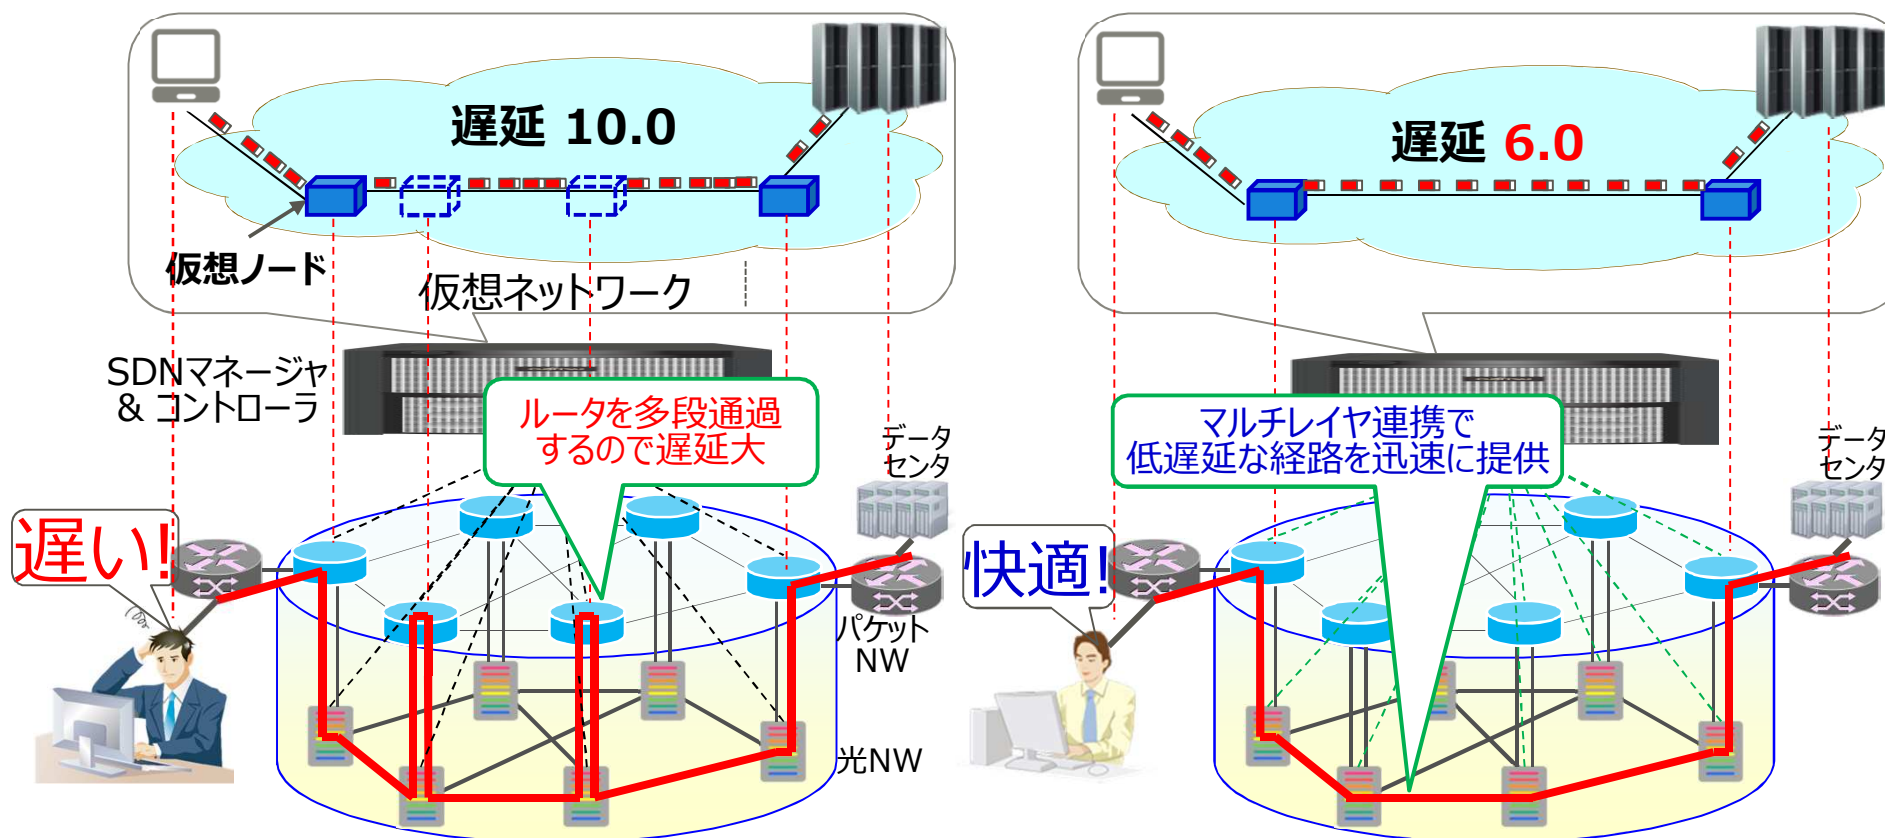 遅延 10.0
仮想ノード
仮想ネットワーク
SDNマネージャ
& コントローラ
ルータを多段通過
するので遅延大
データ
センタ
遅い!
パケット
NW
光NW
遅延 6.0
マルチレイヤ連携で
低遅延な経路を迅速に提供
データ
センタ
快適!